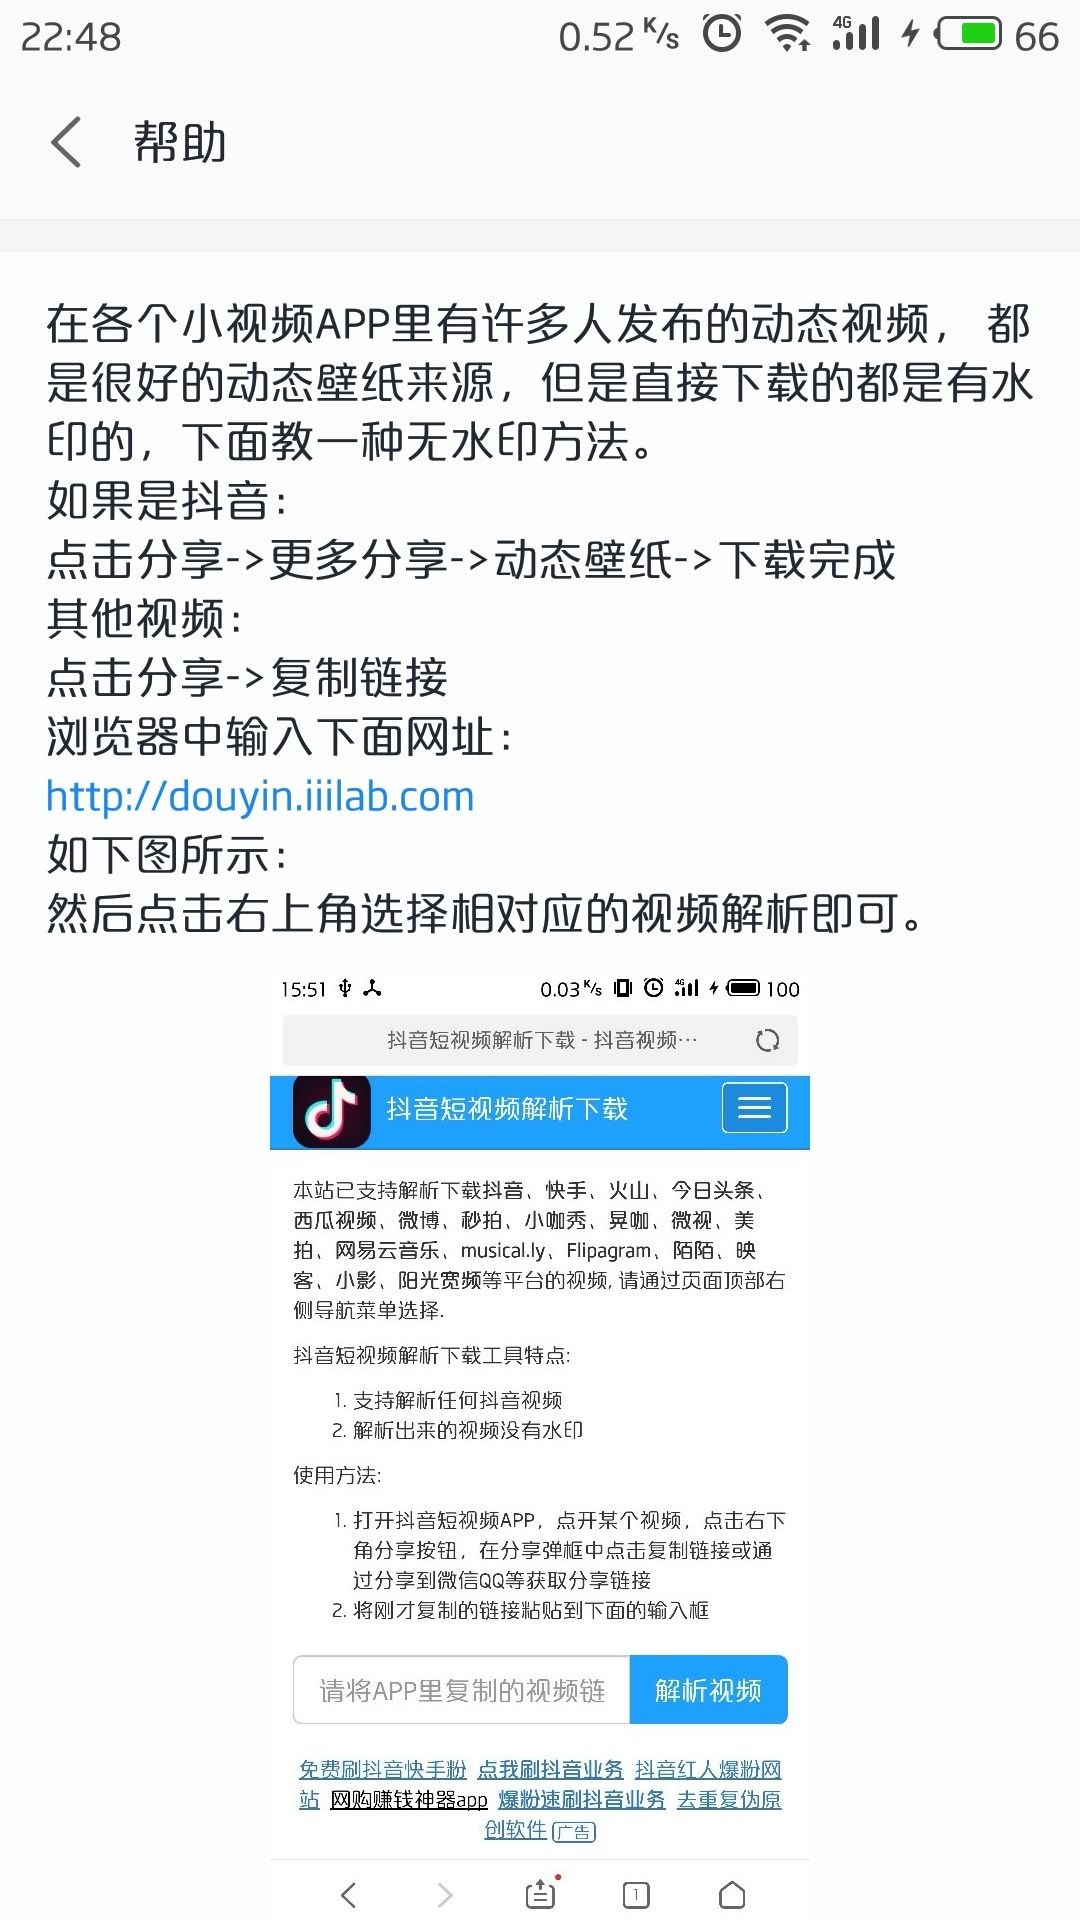 22:48 0.52 K/s 4G 66
帮助
在各个小视频APP里有许多人发布的动态视频， 都
是很好的动态壁纸来源，但是直接下载的都是有水
印的，下面教一种无水印方法。
如果是抖音：
点击分享->更多分享->动态壁纸->下载完成
其他视频：
点击分享->复制链接
浏览器中输入下面网址：
http://douyin.iiilab.com
如下图所示：
然后点击右上角选择相对应的视频解析即可。
15:51 0.03 K/s 4G 100
抖音短视频解析下载 - 抖音视频…
抖音短视频解析下载
本站已支持解析下载抖音、快手、火山、今日头条、
西瓜视频、微博、秒拍、小咖秀、晃咖、微视、美
拍、网易云音乐、musical.ly、Flipagram、陌陌、映
客、小影、阳光宽频等平台的视频, 请通过页面顶部右
侧导航菜单选择.
抖音短视频解析下载工具特点:
1. 支持解析任何抖音视频
2. 解析出来的视频没有水印
使用方法:
1. 打开抖音短视频APP，点开某个视频，点击右下
角分享按钮，在分享弹框中点击复制链接或通
过分享到微信QQ等获取分享链接
2. 将刚才复制的链接粘贴到下面的输入框
请将APP里复制的视频链 解析视频
免费刷抖音快手粉 点我刷抖音业务 抖音红人爆粉网
站 网购赚钱神器app 爆粉速刷抖音业务 去重复伪原
创软件 广告
1